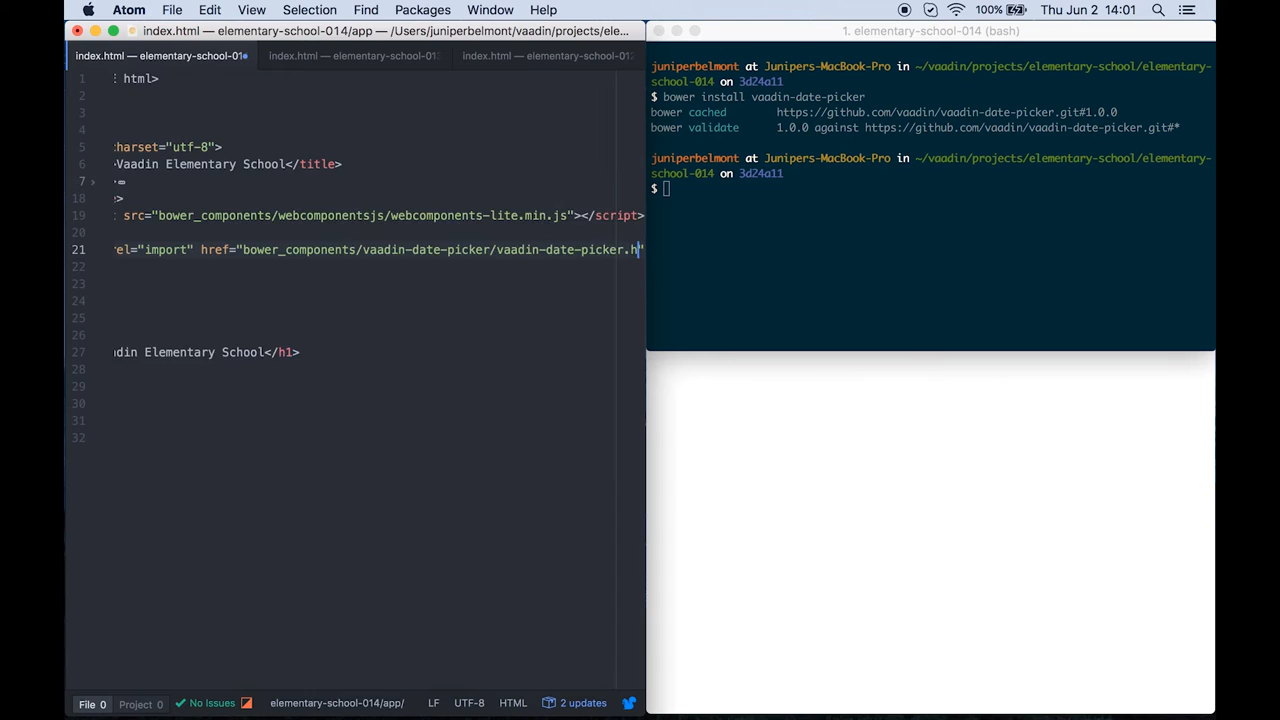 Atom File Edit View Selection Find Packages Window Help 100% Thu Jun 2 14:01
index.html — elementary-school-014/app — /Users/juniperbelmont/vaadin/projects/ele...
index.html — elementary-school-01
index.html — elementary-school-013
index.html — elementary-school-012
1 html>
2
3
4
5 charset="utf-8">
6 Vaadin Elementary School</title>
7
18 >
19 src="bower_components/webcomponentsjs/webcomponents-lite.min.js"></script>
20
21 rel="import" href="bower_components/vaadin-date-picker/vaadin-date-picker.h"
22
23
24
25
26
27 adin Elementary School</h1>
28
29
30
31
32
File 0 Project 0 No Issues elementary-school-014/app/ LF UTF-8 HTML 2 updates
1. elementary-school-014 (bash)
juniperbelmont at Junipers-MacBook-Pro in ~/vaadin/projects/elementary-school/elementary-
school-014 on 3d24a11
$ bower install vaadin-date-picker
bower cached https://github.com/vaadin/vaadin-date-picker.git#1.0.0
bower validate 1.0.0 against https://github.com/vaadin/vaadin-date-picker.git#*
juniperbelmont at Junipers-MacBook-Pro in ~/vaadin/projects/elementary-school/elementary-
school-014 on 3d24a11
$